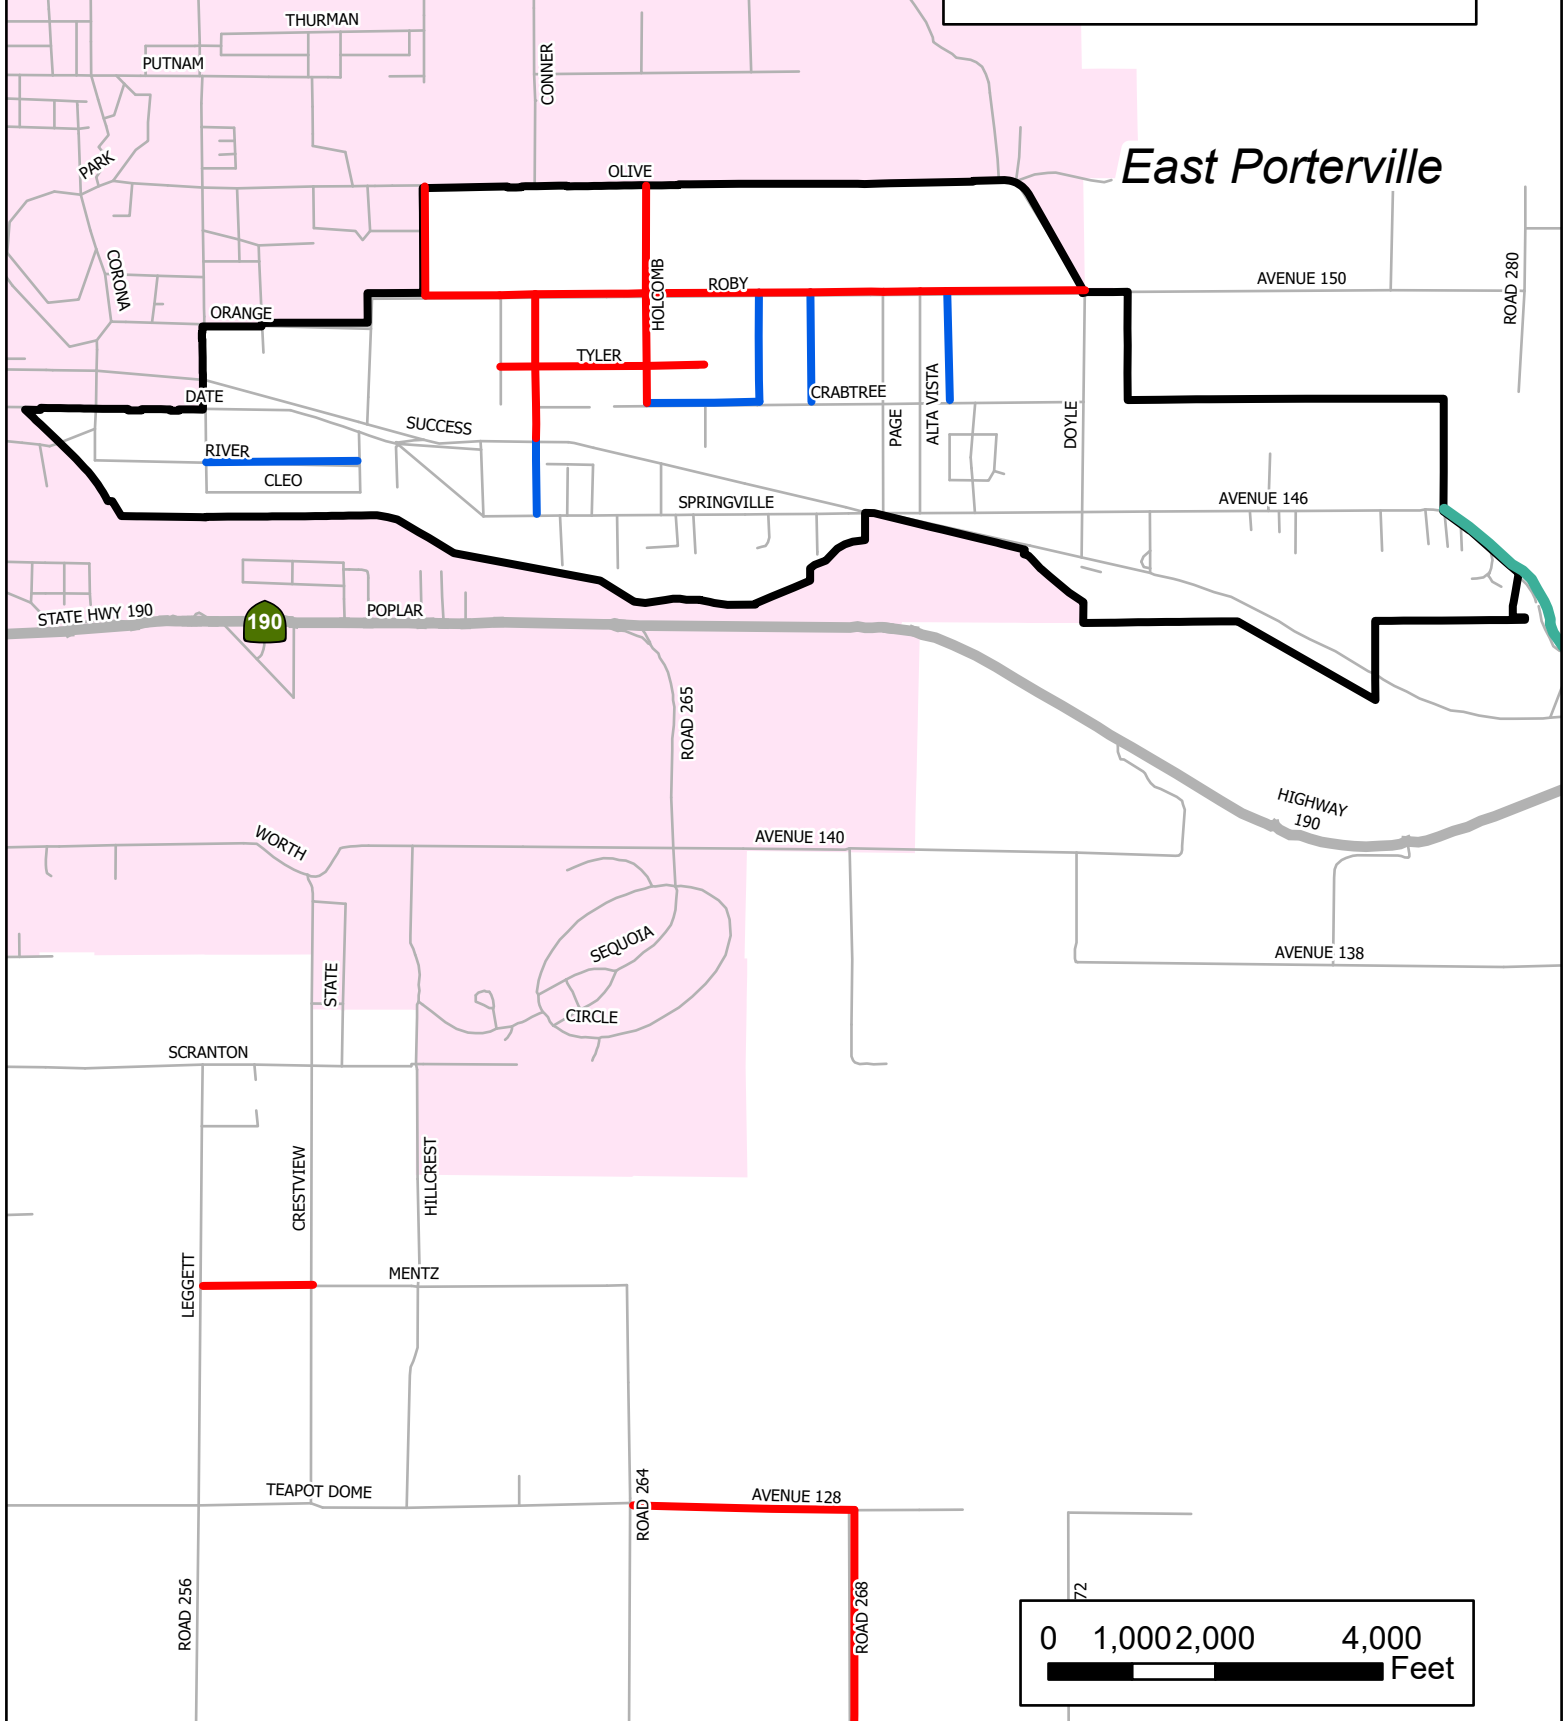 THURMAN
PUTNAM
CONNER
PARK
OLIVE
East Porterville
CORONA
HOLCOMB
ROBY
AVENUE 150
ROAD 280
ORANGE
TYLER
DATE
CRABTREE
ALTA VISTA
PAGE
DOYLE
SUCCESS
RIVER
CLEO
SPRINGVILLE
AVENUE 146
STATE HWY 190
190
POPLAR
ROAD 265
HIGHWAY
190
WORTH
AVENUE 140
SEQUOIA
AVENUE 138
STATE
CIRCLE
SCRANTON
CRESTVIEW
HILLCREST
LEGGETT
MENTZ
TEAPOT DOME
ROAD 264
AVENUE 128
ROAD 256
ROAD 268
72
0 1,000 2,000 4,000
Feet